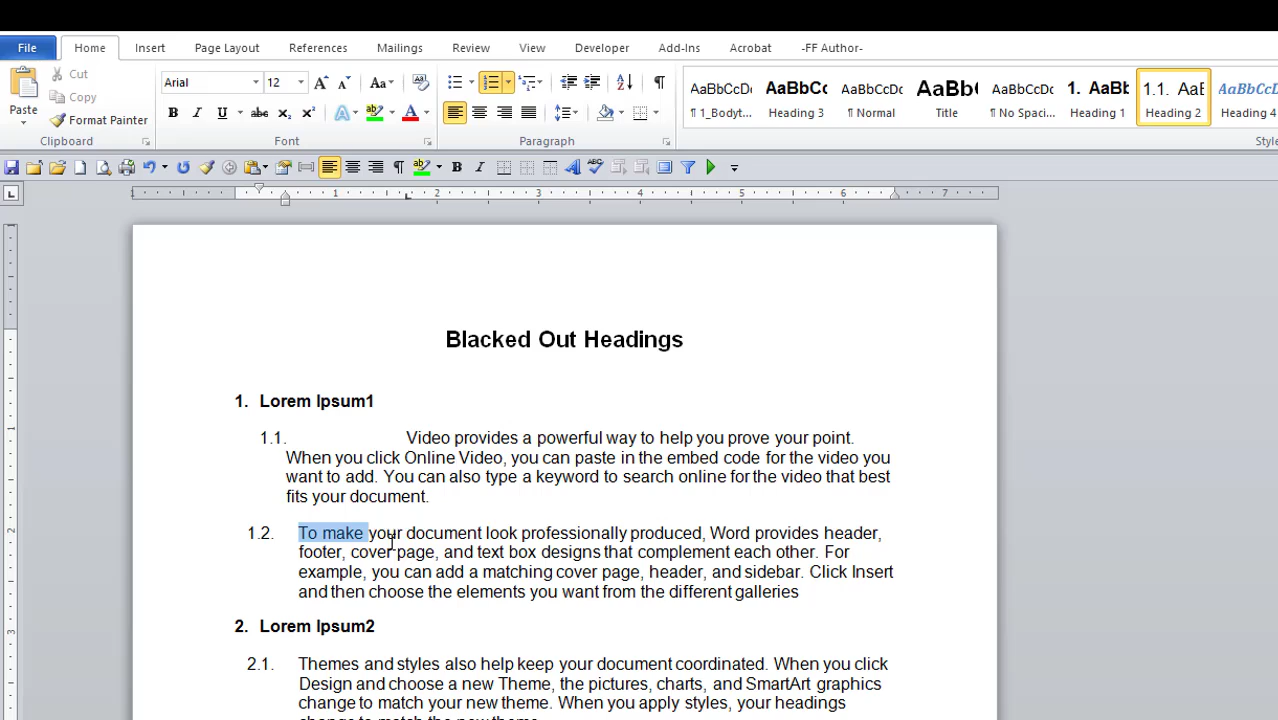 File Home Insert Page Layout References Mailings Review View Developer Add-Ins Acrobat -FF Author-
Paste
Cut
Copy
Format Painter
Clipboard
Arial 12
Font
Paragraph
AaBbCcDc AaBbCc AaBbCcDc AaBb( AaBbCcDc 1. AaBb 1.1. AaE AaBbCcD
¶ 1_Bodyt... Heading 3 ¶ Normal Title ¶ No Spaci... Heading 1 Heading 2 Heading 4
Style
1 2 3 4 5 6 7
Blacked Out Headings
1. Lorem Ipsum1
1.1. Video provides a powerful way to help you prove your point.
When you click Online Video, you can paste in the embed code for the video you
want to add. You can also type a keyword to search online for the video that best
fits your document.
1.2. To make your document look professionally produced, Word provides header,
footer, cover page, and text box designs that complement each other. For
example, you can add a matching cover page, header, and sidebar. Click Insert
and then choose the elements you want from the different galleries
2. Lorem Ipsum2
2.1. Themes and styles also help keep your document coordinated. When you click
Design and choose a new Theme, the pictures, charts, and SmartArt graphics
change to match your new theme. When you apply styles, your headings
change to match the new theme.